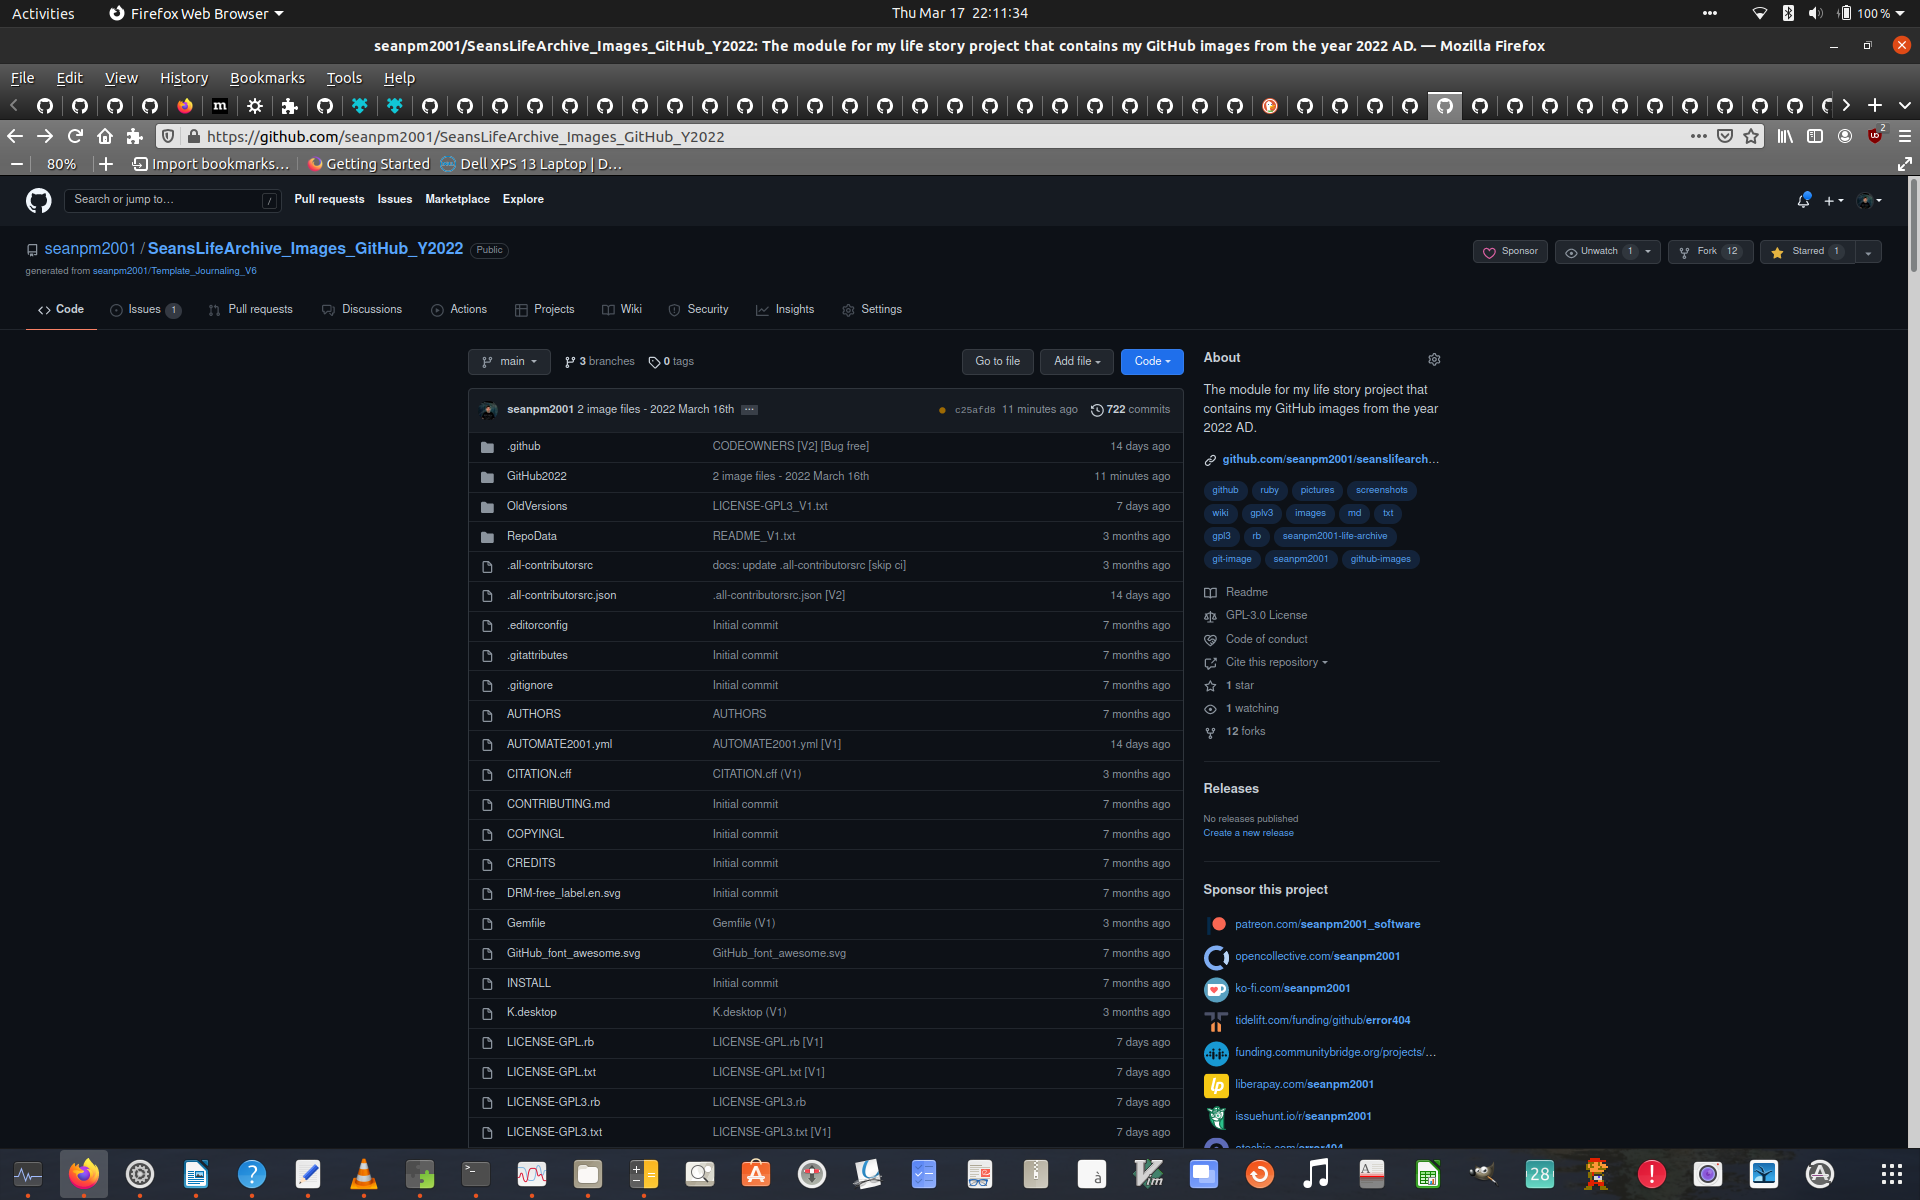 Activities Firefox Web Browser Thu Mar 17 22:11:34 100 %
seanpm2001/SeansLifeArchive_Images_GitHub_Y2022: The module for my life story project that contains my GitHub images from the year 2022 AD. — Mozilla Firefox
File Edit View History Bookmarks Tools Help
https://github.com/seanpm2001/SeansLifeArchive_Images_GitHub_Y2022 2
80% Import bookmarks… Getting Started Dell XPS 13 Laptop | D…
Search or jump to… / Pull requests Issues Marketplace Explore
seanpm2001 / SeansLifeArchive_Images_GitHub_Y2022 Public Sponsor Unwatch 1 Fork 12 Starred 1
generated from seanpm2001/Template_Journaling_V6
Code Issues 1 Pull requests Discussions Actions Projects Wiki Security Insights Settings
main 3 branches 0 tags Go to file Add file Code
seanpm2001 2 image files - 2022 March 16th c25afd8 11 minutes ago 722 commits
.github CODEOWNERS [V2] [Bug free] 14 days ago
GitHub2022 2 image files - 2022 March 16th 11 minutes ago
OldVersions LICENSE-GPL3_V1.txt 7 days ago
RepoData README_V1.txt 3 months ago
.all-contributorsrc docs: update .all-contributorsrc [skip ci] 3 months ago
.all-contributorsrc.json .all-contributorsrc.json [V2] 14 days ago
.editorconfig Initial commit 7 months ago
.gitattributes Initial commit 7 months ago
.gitignore Initial commit 7 months ago
AUTHORS AUTHORS 7 months ago
AUTOMATE2001.yml AUTOMATE2001.yml [V1] 14 days ago
CITATION.cff CITATION.cff (V1) 3 months ago
CONTRIBUTING.md Initial commit 7 months ago
COPYINGL Initial commit 7 months ago
CREDITS Initial commit 7 months ago
DRM-free_label.en.svg Initial commit 7 months ago
Gemfile Gemfile (V1) 3 months ago
GitHub_font_awesome.svg GitHub_font_awesome.svg 7 months ago
INSTALL Initial commit 7 months ago
K.desktop K.desktop (V1) 3 months ago
LICENSE-GPL.rb LICENSE-GPL.rb [V1] 7 days ago
LICENSE-GPL.txt LICENSE-GPL.txt [V1] 7 days ago
LICENSE-GPL3.rb LICENSE-GPL3.rb 7 days ago
LICENSE-GPL3.txt LICENSE-GPL3.txt [V1] 7 days ago
About
The module for my life story project that
contains my GitHub images from the year
2022 AD.
github.com/seanpm2001/seanslifearch…
github ruby pictures screenshots
wiki gplv3 images md txt
gpl3 rb seanpm2001-life-archive
git-image seanpm2001 github-images
Readme
GPL-3.0 License
Code of conduct
Cite this repository
1 star
1 watching
12 forks
Releases
No releases published
Create a new release
Sponsor this project
patreon.com/seanpm2001_software
opencollective.com/seanpm2001
ko-fi.com/seanpm2001
tidelift.com/funding/github/error404
funding.communitybridge.org/projects/…
liberapay.com/seanpm2001
issuehunt.io/r/seanpm2001
otechie.com/error404
28